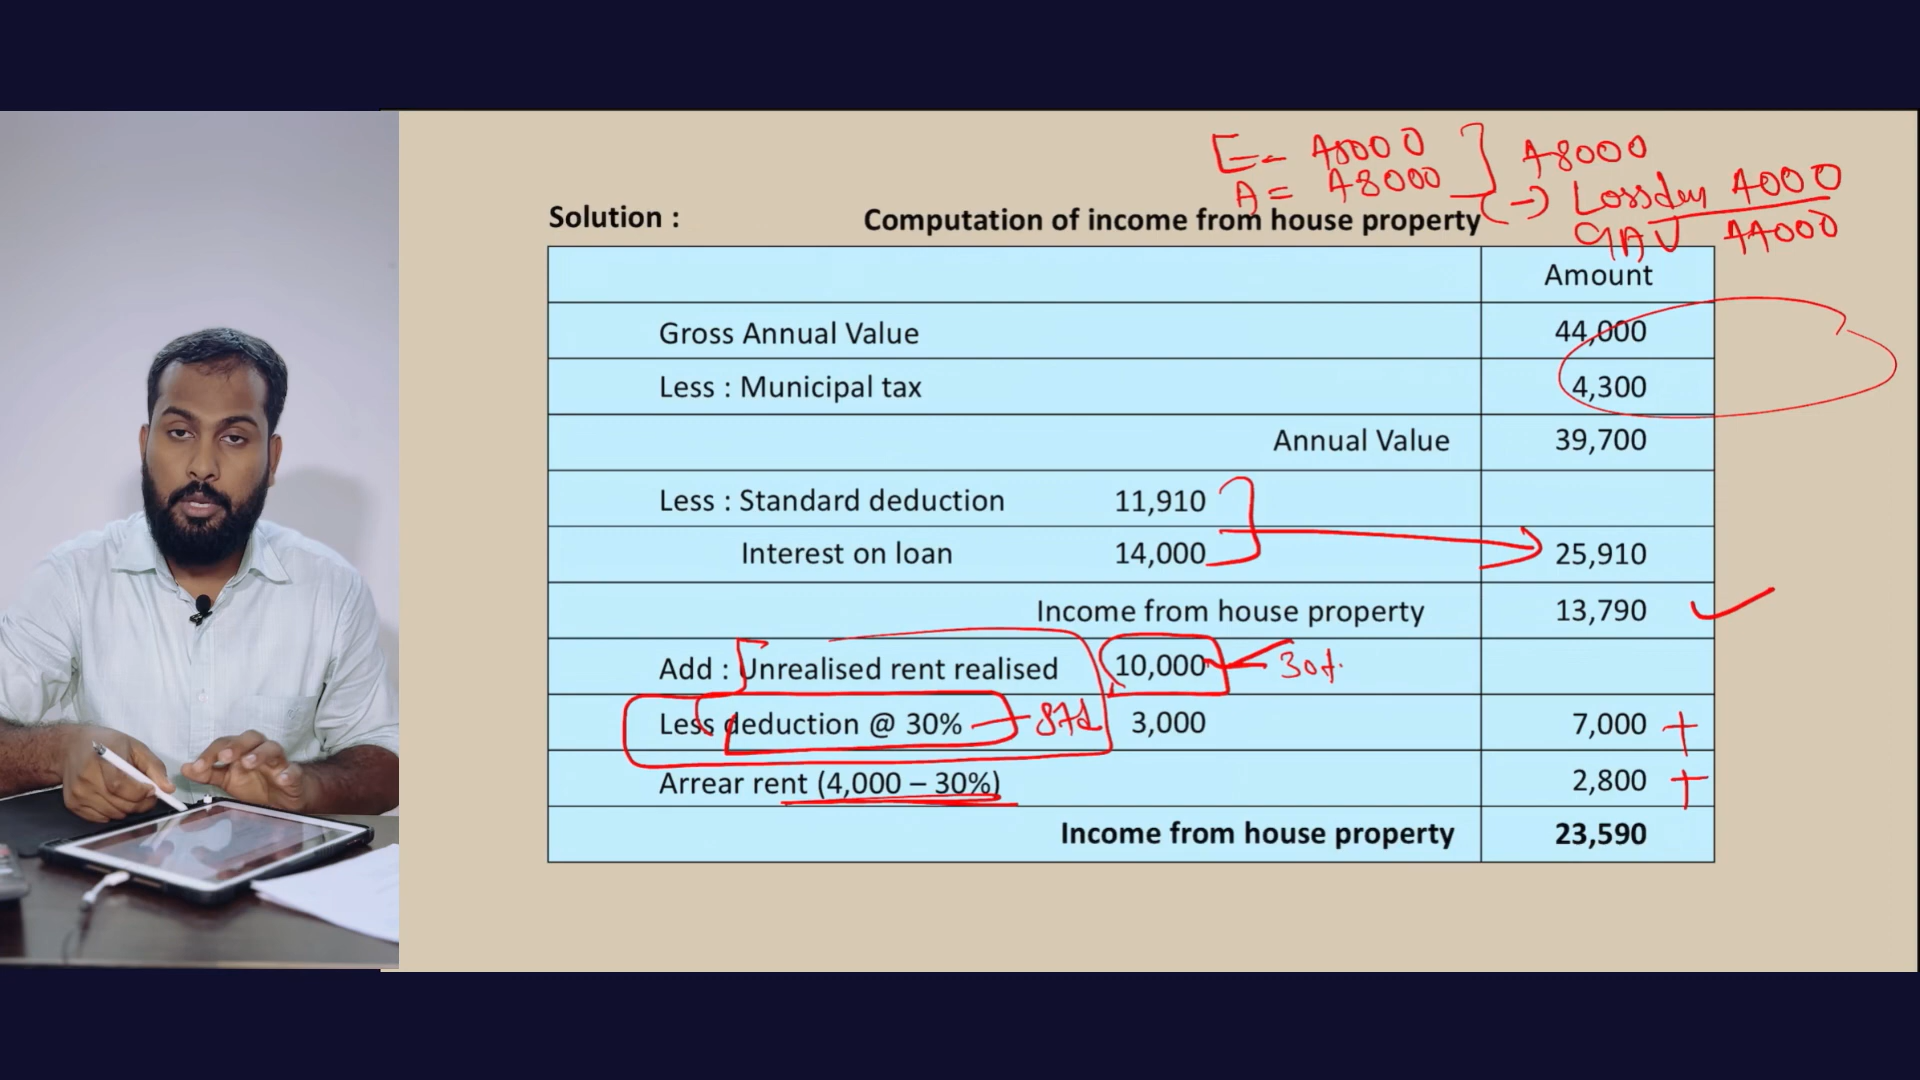 E = 48000
A = 48000
48000
→ Loss due 4000
GAV 44000
Solution :
Computation of income from house property
Amount
Gross Annual Value 44,000
Less : Municipal tax 4,300
Annual Value 39,700
Less : Standard deduction 11,910
Interest on loan 14,000 25,910
Income from house property 13,790
Add : Unrealised rent realised 10,000 30%
Less deduction @ 30% 3,000 7,000 +
Arrear rent (4,000 – 30%) 2,800 +
Income from house property 23,590